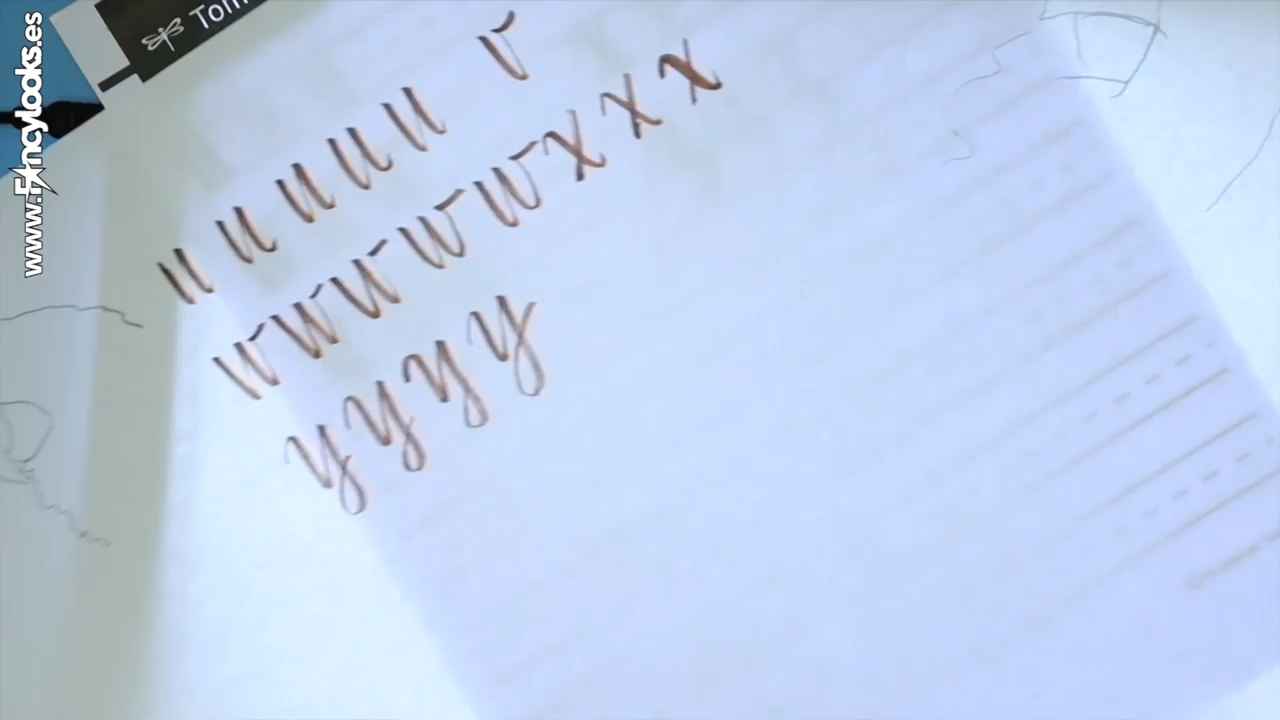 www.Fancylooks.es
Tom
u u u u u v
w w w w w x x x
y y y y